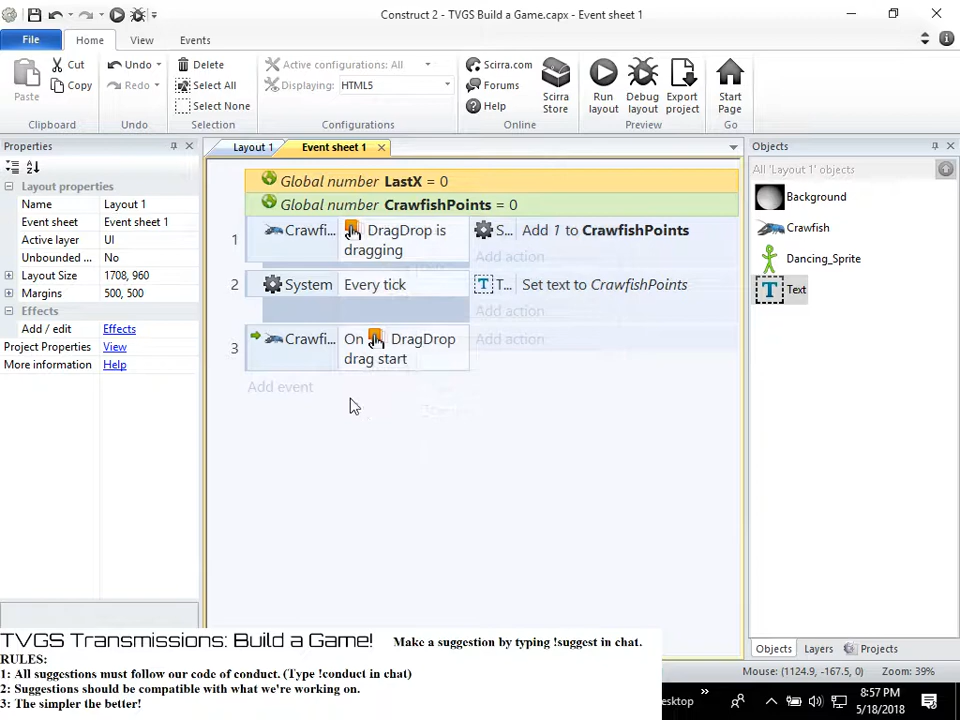 Construct 2 - TVGS Build a Game.capx - Event sheet 1
File Home View Events
Paste Cut Copy Clipboard
Undo Redo Undo
Delete Select All Select None Selection
Active configurations: All
Displaying: HTML5
Configurations
Scirra.com Forums Help Scirra Store Online
Run layout Debug layout Export project Preview
Start Page Go
Properties
Layout properties
Name Layout 1
Event sheet Event sheet 1
Active layer UI
Unbounded ... No
Layout Size 1708, 960
Margins 500, 500
Effects
Add / edit Effects
Project Properties View
More information Help
Layout 1 Event sheet 1
Global number LastX = 0
Global number CrawfishPoints = 0
1 Crawfi... DragDrop is dragging S... Add 1 to CrawfishPoints
Add action
2 System Every tick T... Set text to CrawfishPoints
Add action
3 Crawfi... On DragDrop drag start Add action
Add event
Objects
All 'Layout 1' objects
Background
Crawfish
Dancing_Sprite
T Text
Objects Layers Projects
Mouse: (1124.9, -167.5, 0) Zoom: 39%
TVGS Transmissions: Build a Game! Make a suggestion by typing !suggest in chat.
RULES:
1: All suggestions must follow our code of conduct. (Type !conduct in chat)
2: Suggestions should be compatible with what we're working on.
3: The simpler the better!
esktop
8:57 PM
5/18/2018